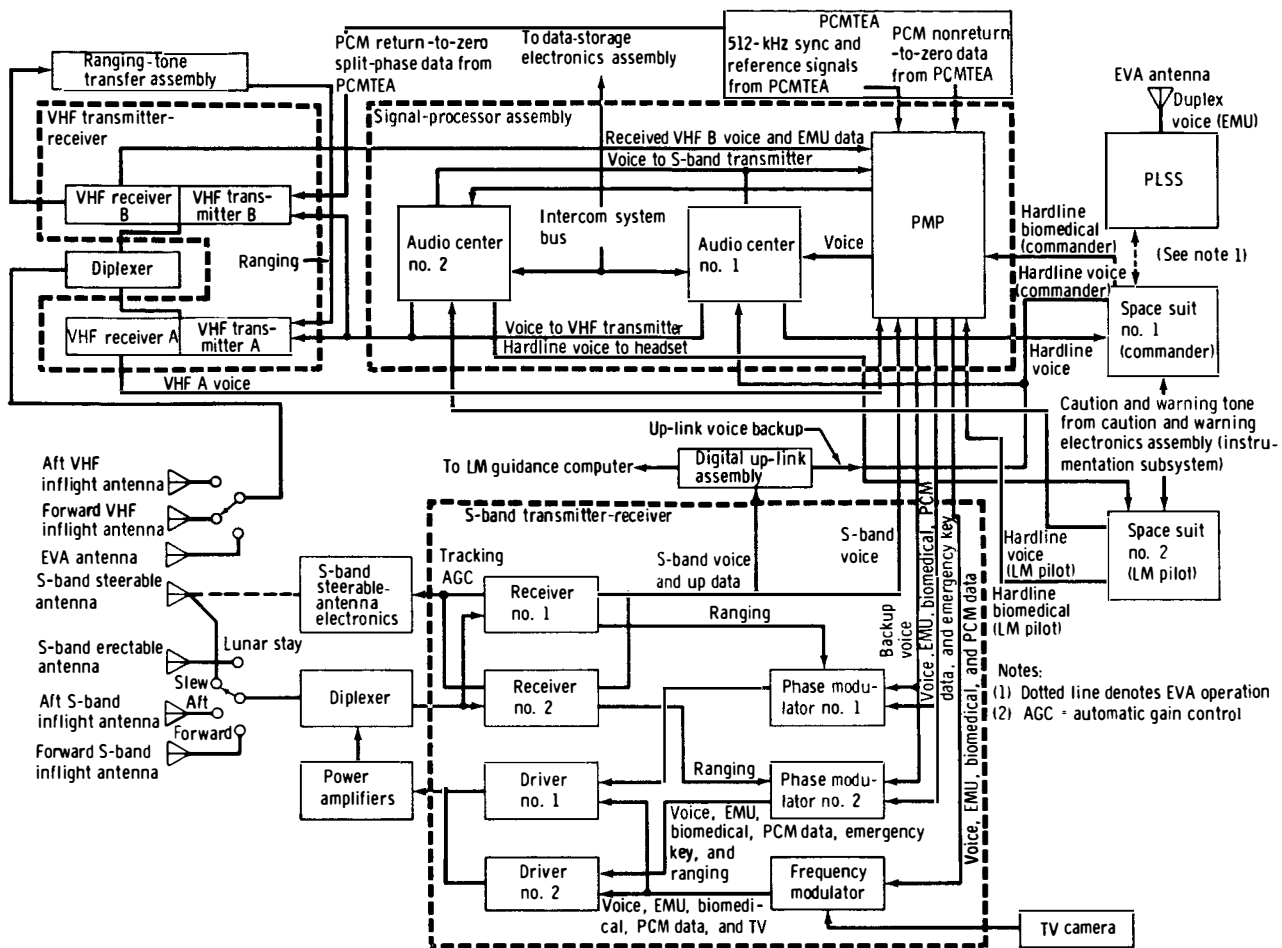 PCMTEA
PCM return-to-zero
split-phase data from
PCMTEA
To data-storage
electronics assembly
512-kHz sync and
reference signals
from PCMTEA
PCM nonreturn
-to-zero data
from PCMTEA
Ranging-tone
transfer assembly
EVA antenna
Duplex
voice (EMU)
VHF transmitter-
receiver
Signal-processor assembly
Received VHF B voice and EMU data
Voice to S-band transmitter
PLSS
VHF receiver
B
VHF trans-
mitter B
PMP
Intercom system
bus
Hardline
biomedical
(commander)
Audio center
no. 2
Audio center
no. 1
Voice
(See note 1)
Diplexer
Ranging
Hardline voice
(commander)
VHF receiver A
VHF trans-
mitter A
Voice to VHF transmitter
Hardline voice to headset
Space suit
no. 1
(commander)
Hardline
voice
VHF A voice
Caution and warning tone
from caution and warning
electronics assembly (instru-
mentation subsystem)
Up-link voice backup
To LM guidance computer
Digital up-link
assembly
Aft VHF
inflight antenna
Forward VHF
inflight antenna
EVA antenna
S-band steerable
antenna
S-band transmitter-receiver
Space suit
no. 2
(LM pilot)
Tracking
AGC
S-band voice
and up data
S-band
voice
Hardline
voice
(LM pilot)
Hardline
biomedical
(LM pilot)
S-band
steerable-
antenna
electronics
Receiver
no. 1
Ranging
Backup
voice
Voice, EMU, biomedical, PCM
data, and emergency key
Voice, EMU, biomedical, and PCM data
S-band erectable
antenna
Lunar stay
Slew
Aft S-band
inflight antenna
Aft
Forward
Forward S-band
inflight antenna
Diplexer
Receiver
no. 2
Phase modu-
lator no. 1
Notes:
(1) Dotted line denotes EVA operation
(2) AGC = automatic gain control
Power
amplifiers
Driver
no. 1
Ranging
Phase modu-
lator no. 2
Voice, EMU,
biomedical, PCM data, emergency
key, and
ranging
Driver
no. 2
Frequency
modulator
Voice, EMU, biomedi-
cal, PCM data, and TV
TV camera